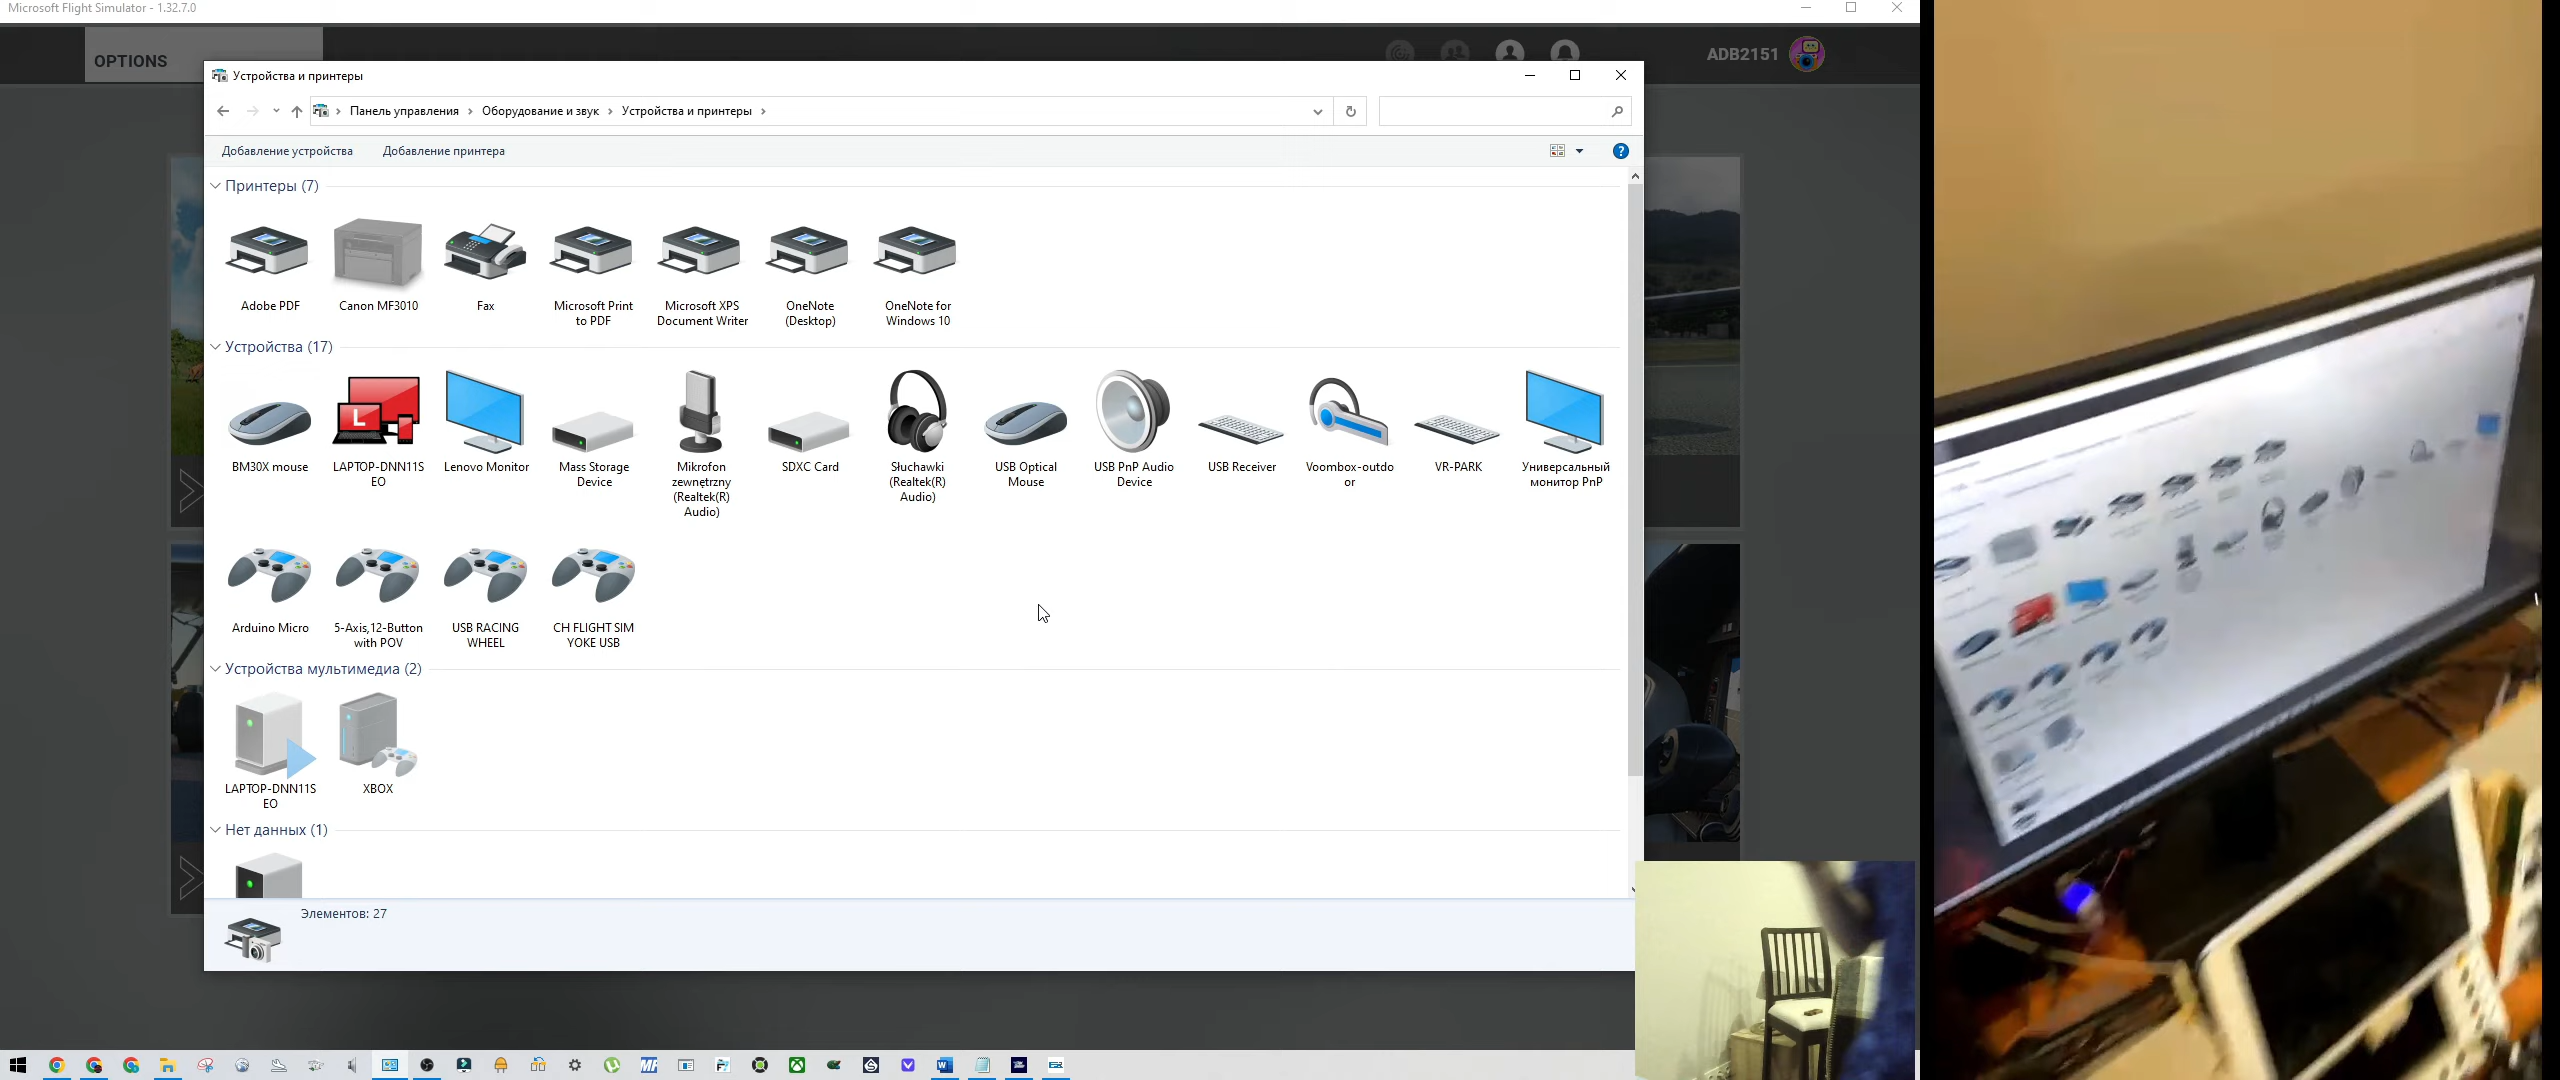 Microsoft Flight Simulator - 1.32.7.0
OPTIONS
ADB2151
Устройства и принтеры
Панель управления
Оборудование и звук
Устройства и принтеры
Добавление устройства
Добавление принтера
Принтеры (7)
Adobe PDF
Canon MF3010
Fax
Microsoft Print
to PDF
Microsoft XPS
Document Writer
OneNote
(Desktop)
OneNote for
Windows 10
Устройства (17)
BM30X mouse
LAPTOP-DNN11S
EO
Lenovo Monitor
Mass Storage
Device
Mikrofon
zewnętrzny
(Realtek(R)
Audio)
SDXC Card
Słuchawki
(Realtek(R)
Audio)
USB Optical
Mouse
USB PnP Audio
Device
USB Receiver
Voombox-outdo
or
VR-PARK
Универсальный
монитор PnP
Arduino Micro
5-Axis,12-Button
with POV
USB RACING
WHEEL
CH FLIGHT SIM
YOKE USB
Устройства мультимедиа (2)
LAPTOP-DNN11S
EO
XBOX
Нет данных (1)
Элементов: 27